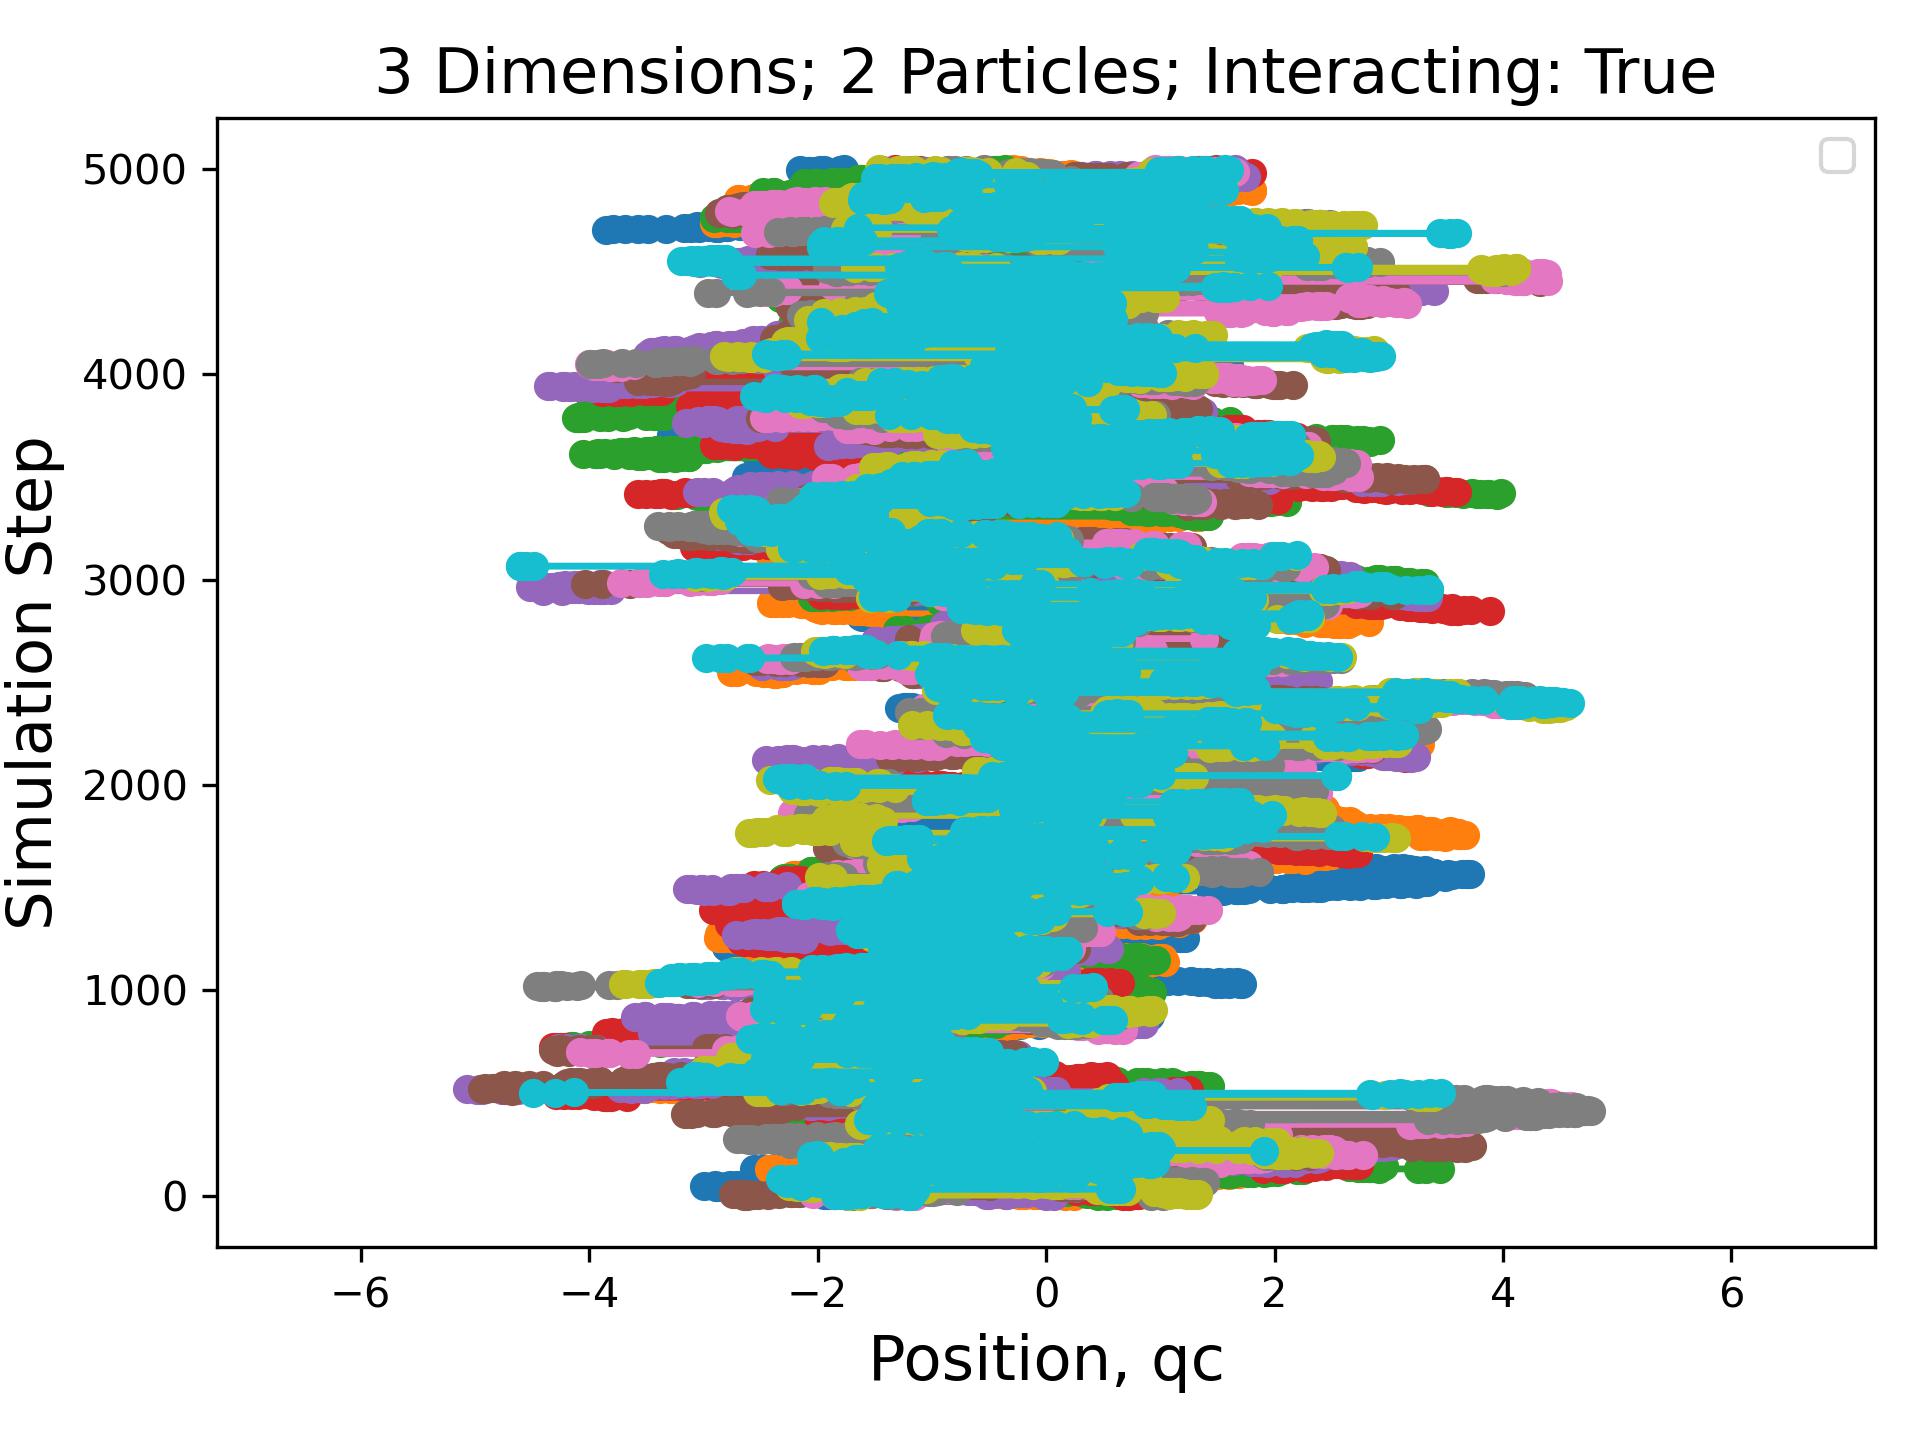 3 Dimensions; 2 Particles; Interacting: True
5000
4000
3000
2000
1000
0
Simulation Step
−6 −4 −2 0 2 4 6
Position, qc